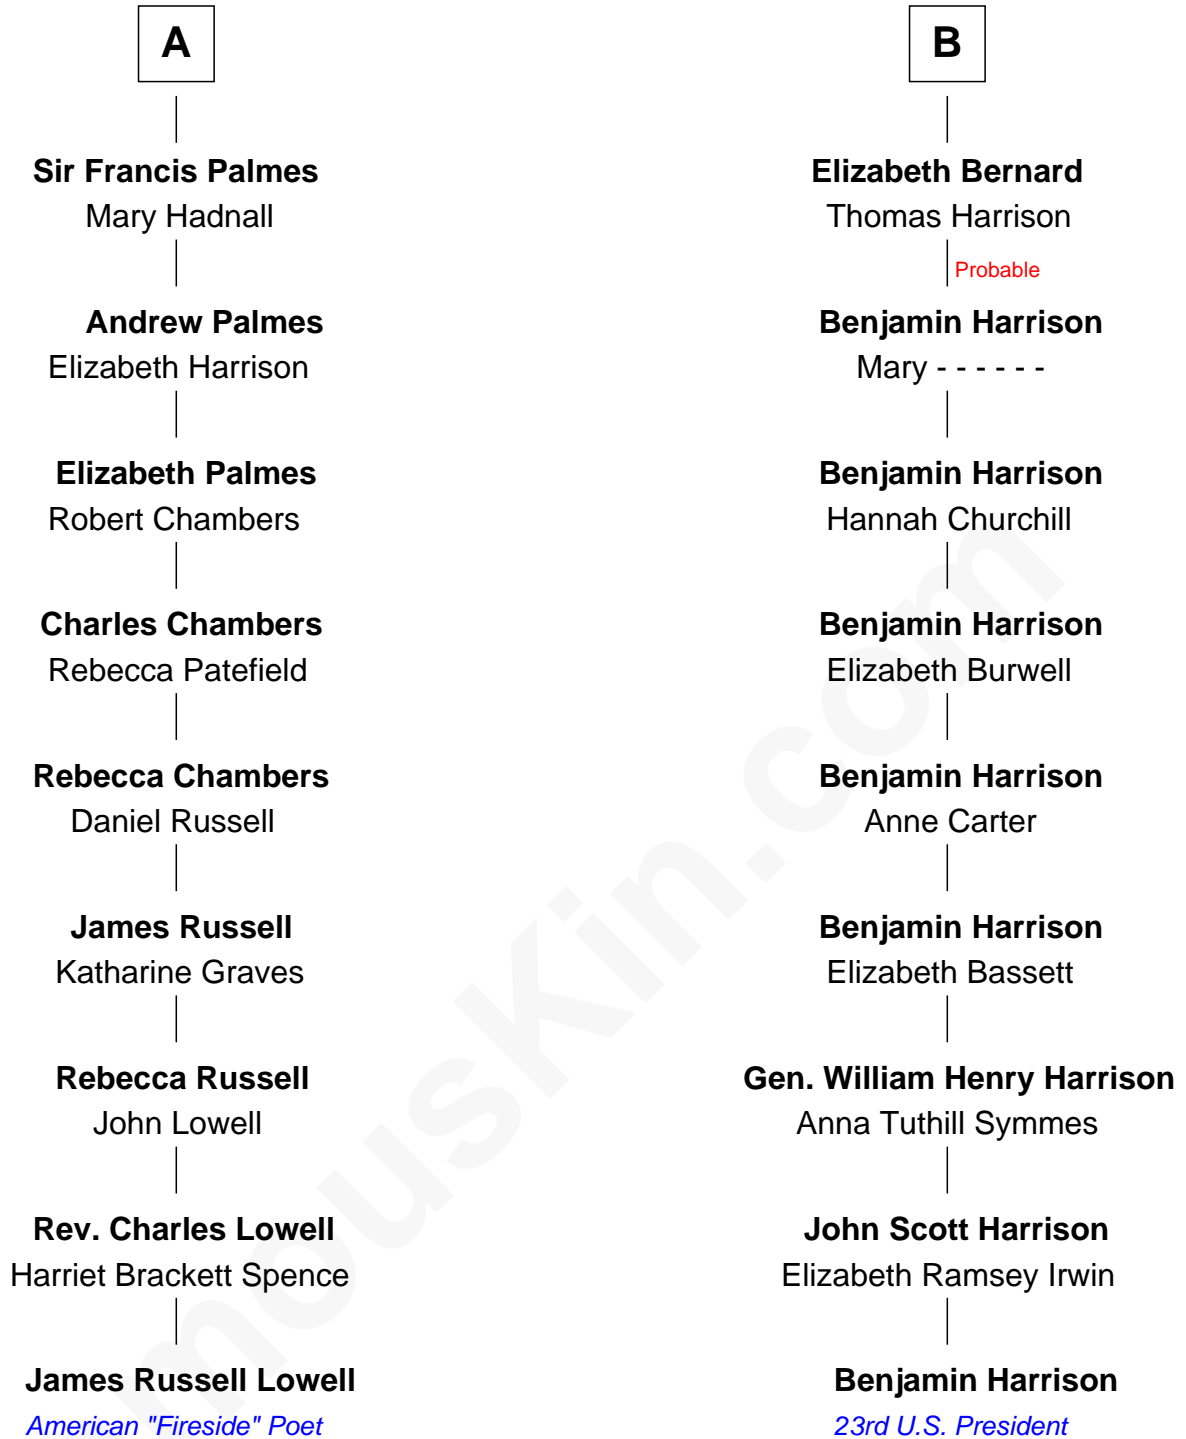 A
Sir Francis Palmes
Mary Hadnall
Andrew Palmes
Elizabeth Harrison
Elizabeth Palmes
Robert Chambers
Charles Chambers
Rebecca Patefield
Rebecca Chambers
Daniel Russell
James Russell
Katharine Graves
Rebecca Russell
John Lowell
Rev. Charles Lowell
Harriet Brackett Spence
James Russell Lowell
American "Fireside" Poet
B
Elizabeth Bernard
Thomas Harrison
Probable
Benjamin Harrison
Mary - - - - - -
Benjamin Harrison
Hannah Churchill
Benjamin Harrison
Elizabeth Burwell
Benjamin Harrison
Anne Carter
Benjamin Harrison
Elizabeth Bassett
Gen. William Henry Harrison
Anna Tuthill Symmes
John Scott Harrison
Elizabeth Ramsey Irwin
Benjamin Harrison
23rd U.S. President
mousKin.com